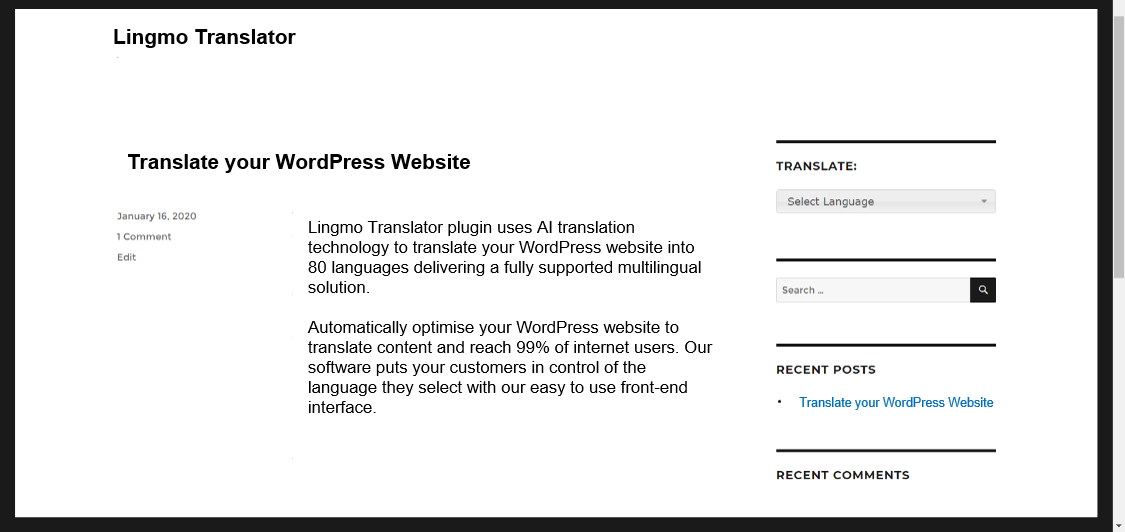 Lingmo Translator
Translate your WordPress Website
January 16, 2020
1 Comment
Edit
Lingmo Translator plugin uses AI translation
technology to translate your WordPress website into
80 languages delivering a fully supported multilingual
solution.
Automatically optimise your WordPress website to
translate content and reach 99% of internet users. Our
software puts your customers in control of the
language they select with our easy to use front-end
interface.
TRANSLATE:
Select Language
Search …
RECENT POSTS
• Translate your WordPress Website
RECENT COMMENTS